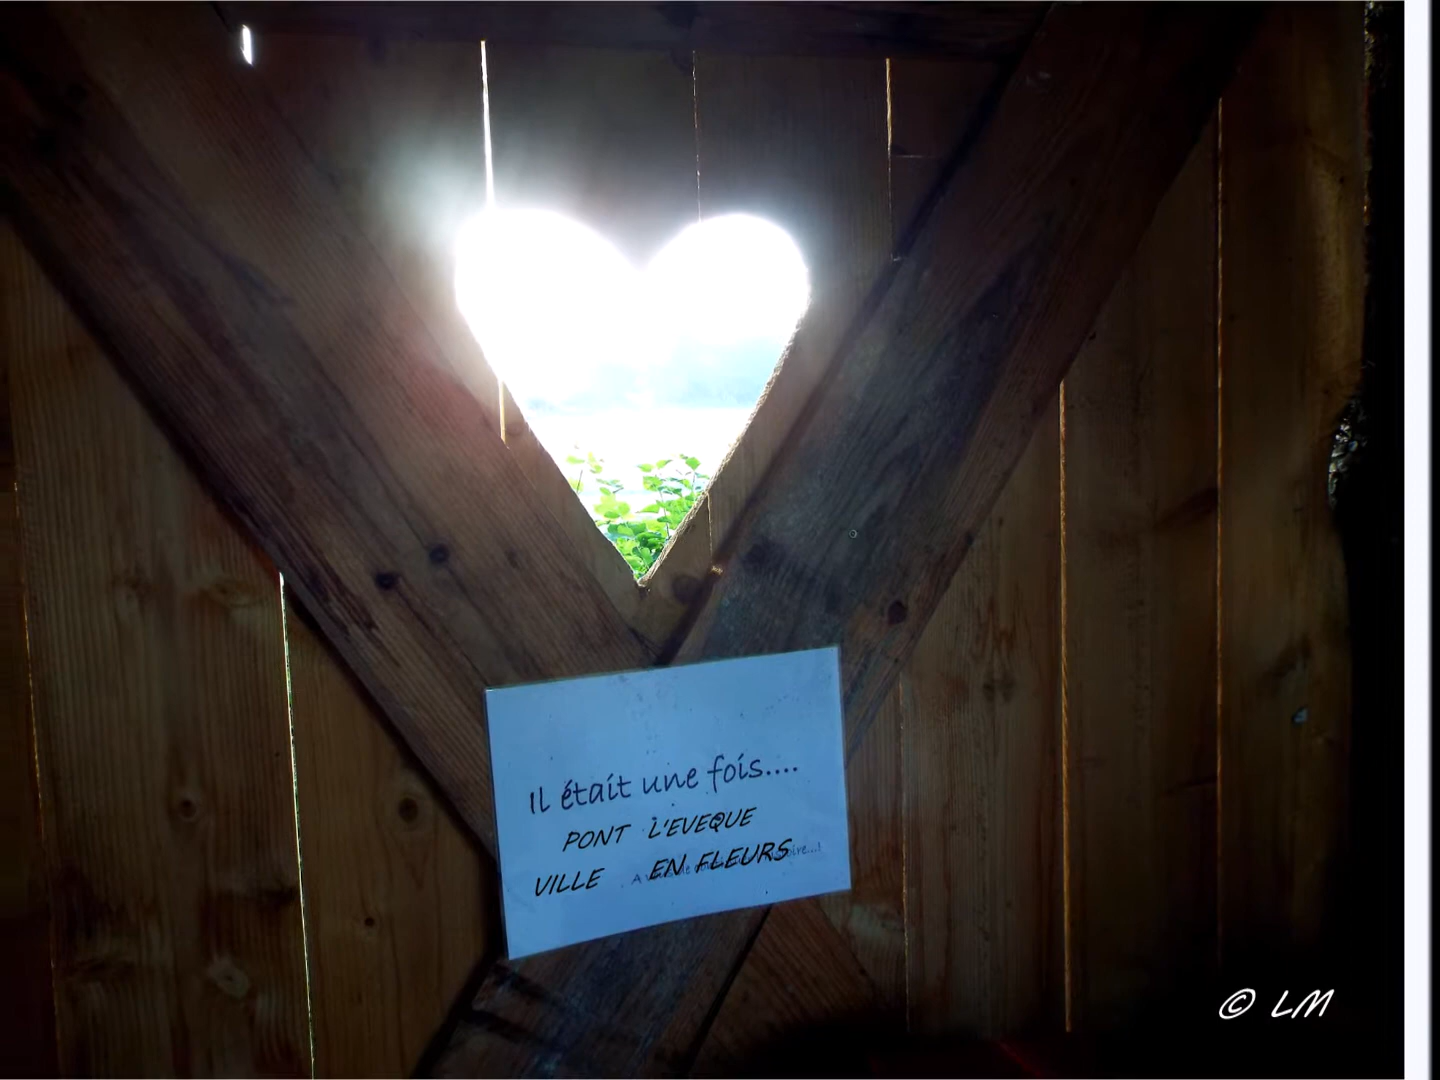 Il était une fois....
PONT L'EVEQUE
VILLE EN FLEURS
A
© LM